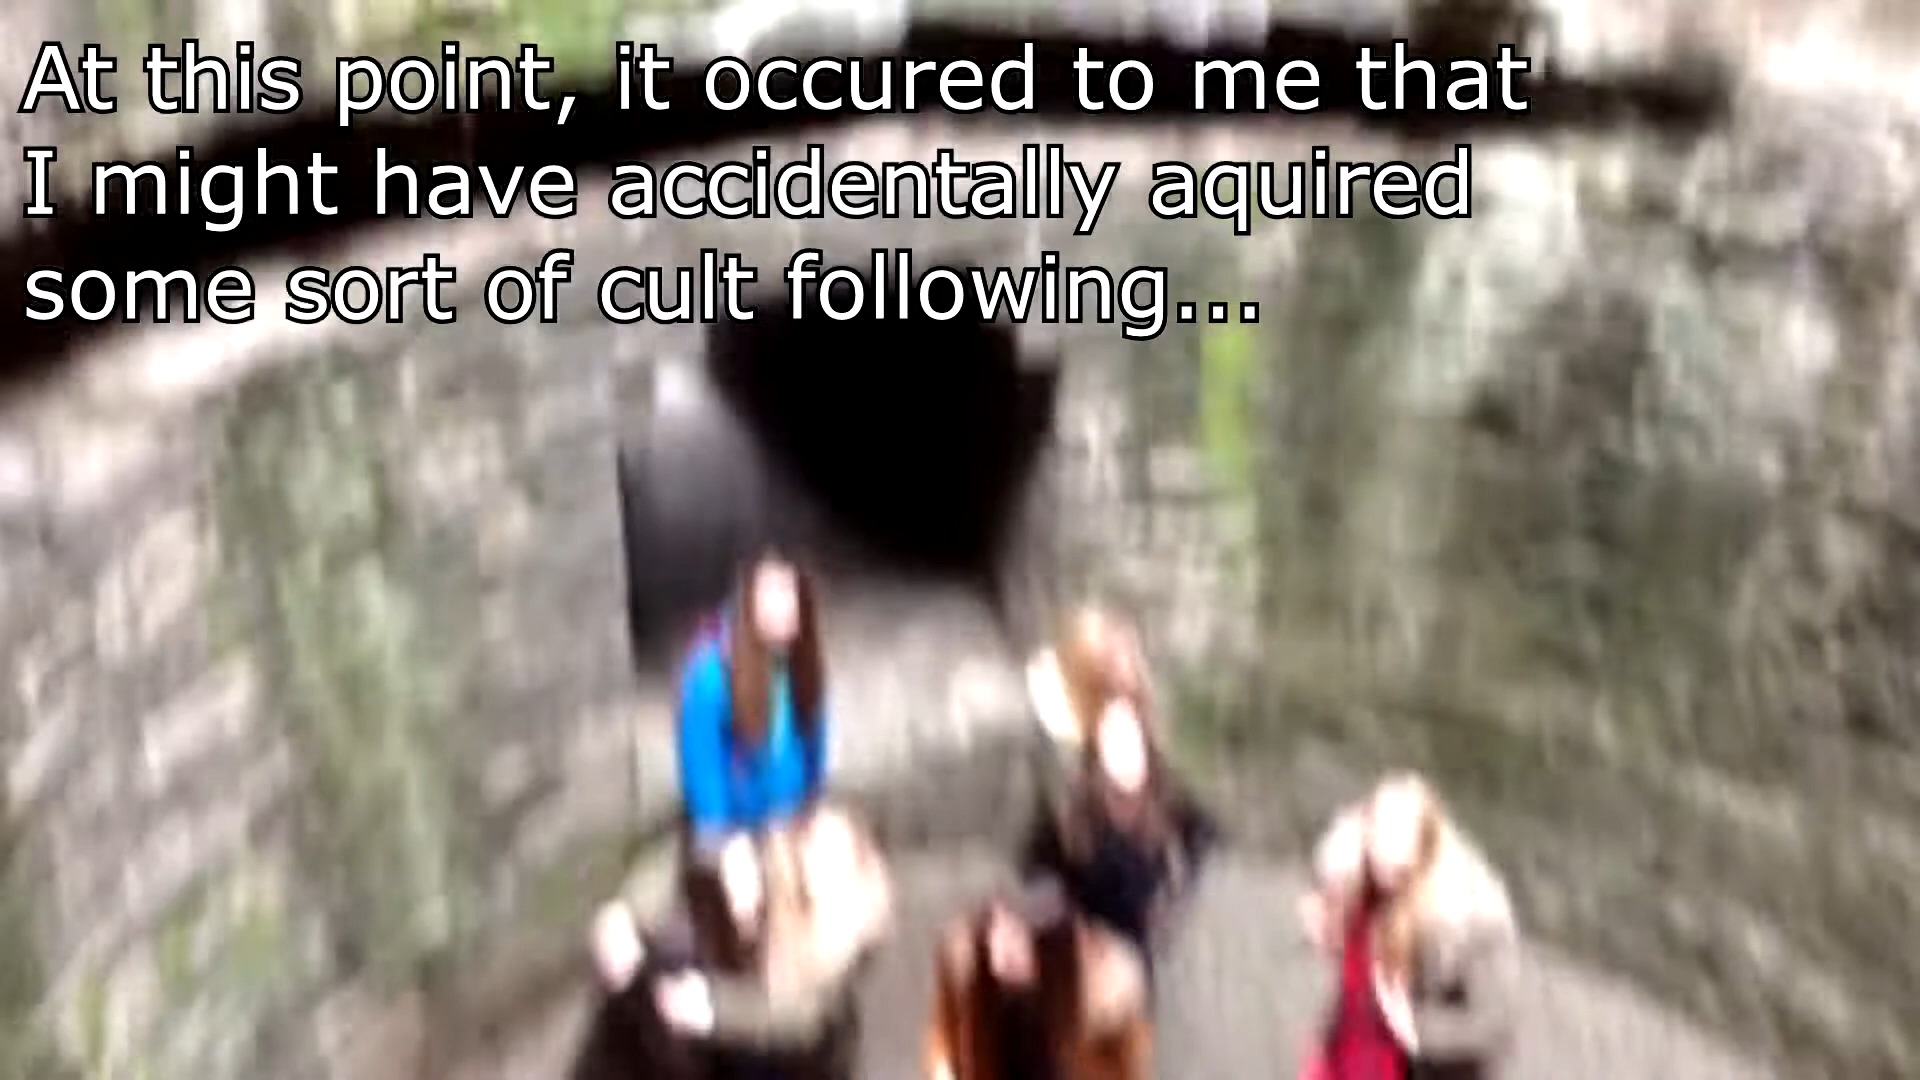 At this point, it occured to me that
I might have accidentally aquired
some sort of cult following...